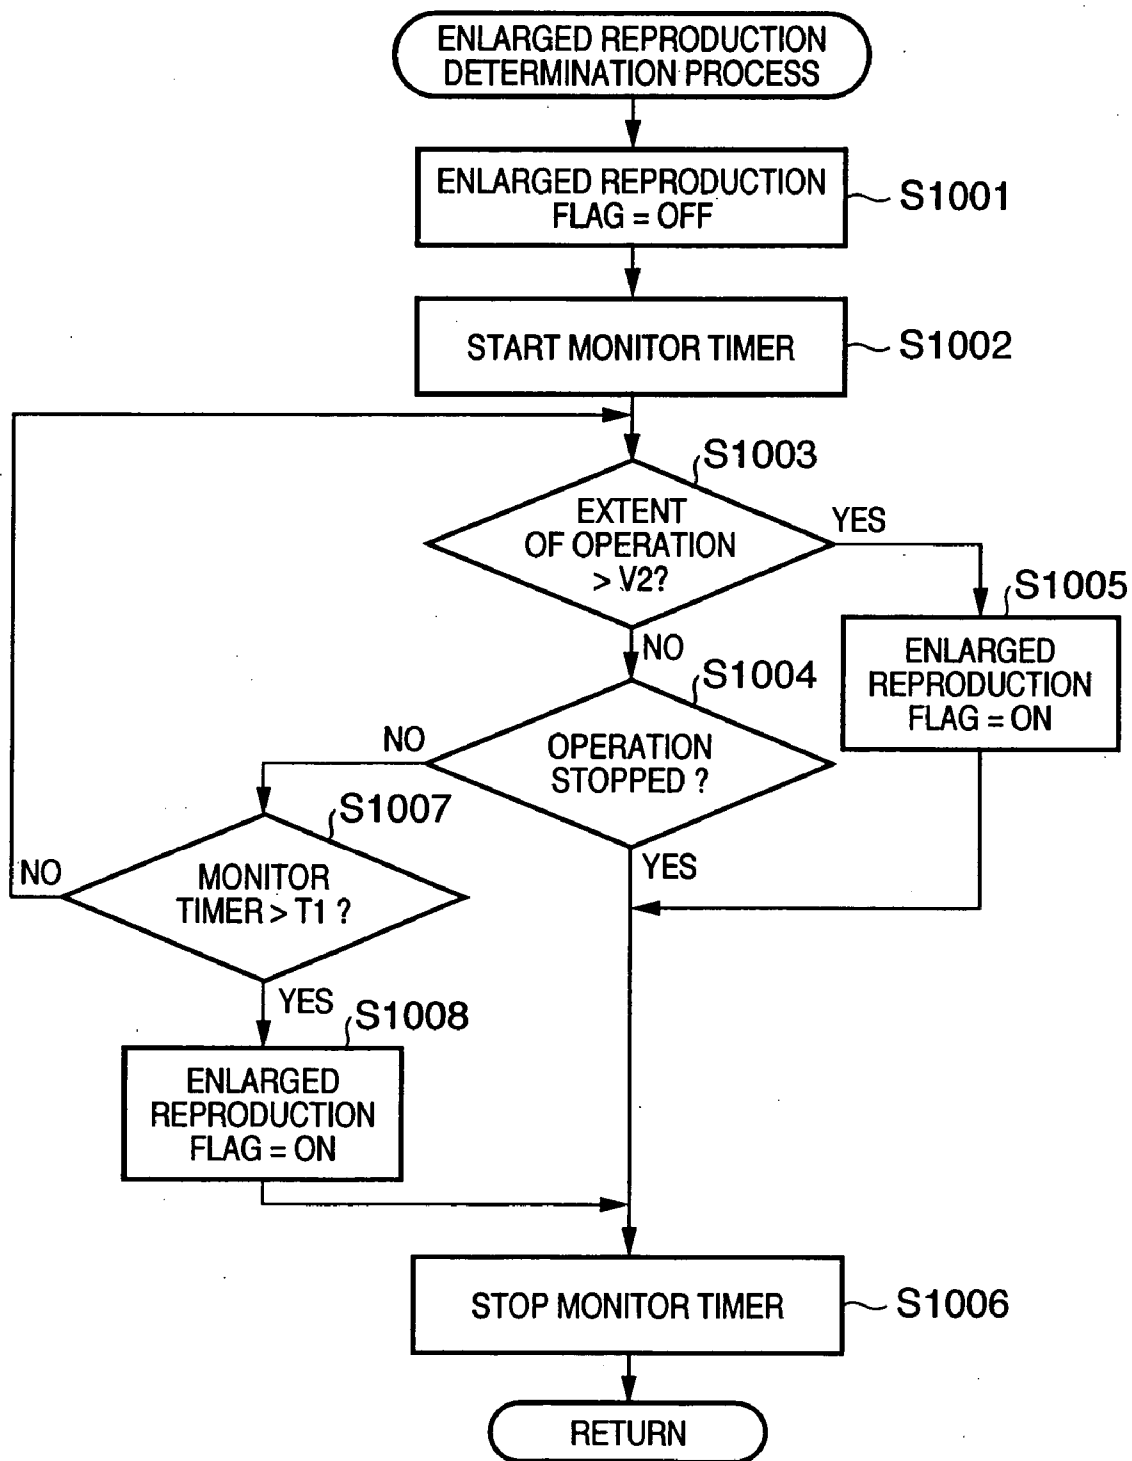 ENLARGED REPRODUCTION
DETERMINATION PROCESS
ENLARGED REPRODUCTION
FLAG = OFF
S1001
START MONITOR TIMER
S1002
S1003
EXTENT
OF OPERATION
> V2?
YES
NO
S1005
ENLARGED
REPRODUCTION
FLAG = ON
S1004
OPERATION
STOPPED ?
NO
YES
S1007
MONITOR
TIMER > T1 ?
NO
YES
S1008
ENLARGED
REPRODUCTION
FLAG = ON
STOP MONITOR TIMER
S1006
RETURN